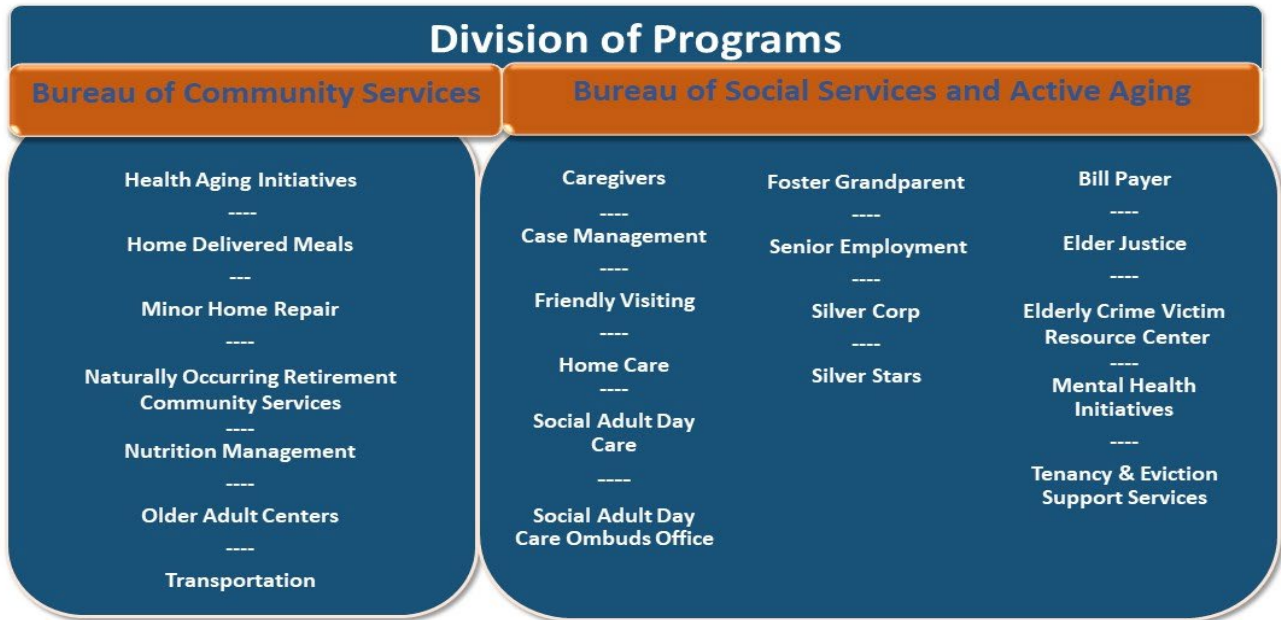 Division of Programs
Bureau of Community Services
Bureau of Social Services and Active Aging
Health Aging Initiatives
----
Home Delivered Meals
---
Minor Home Repair
----
Naturally Occurring Retirement
Community Services
----
Nutrition Management
----
Older Adult Centers
----
Transportation
Caregivers
----
Case Management
----
Friendly Visiting
----
Home Care
----
Social Adult Day
Care
----
Social Adult Day
Care Ombuds Office
Foster Grandparent
----
Senior Employment
----
Silver Corp
----
Silver Stars
Bill Payer
----
Elder Justice
----
Elderly Crime Victim
Resource Center
----
Mental Health
Initiatives
----
Tenancy & Eviction
Support Services